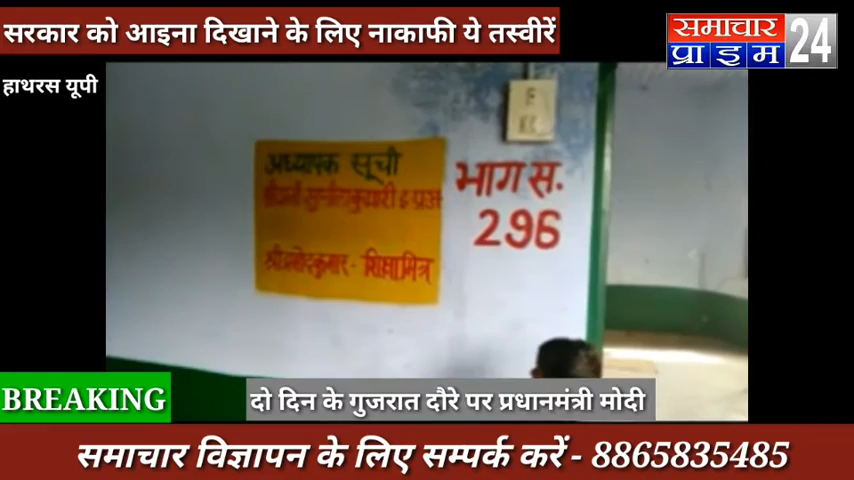 सरकार को आइना दिखाने के लिए नाकाफी ये तस्वीरें
समाचार
प्राइम
24
हाथरस यूपी
अध्यापक सूची
भाग स.
296
श्री प्रमोद कुमार - शिक्षामित्र
BREAKING
दो दिन के गुजरात दौरे पर प्रधानमंत्री मोदी
समाचार विज्ञापन के लिए सम्पर्क करें - 8865835485